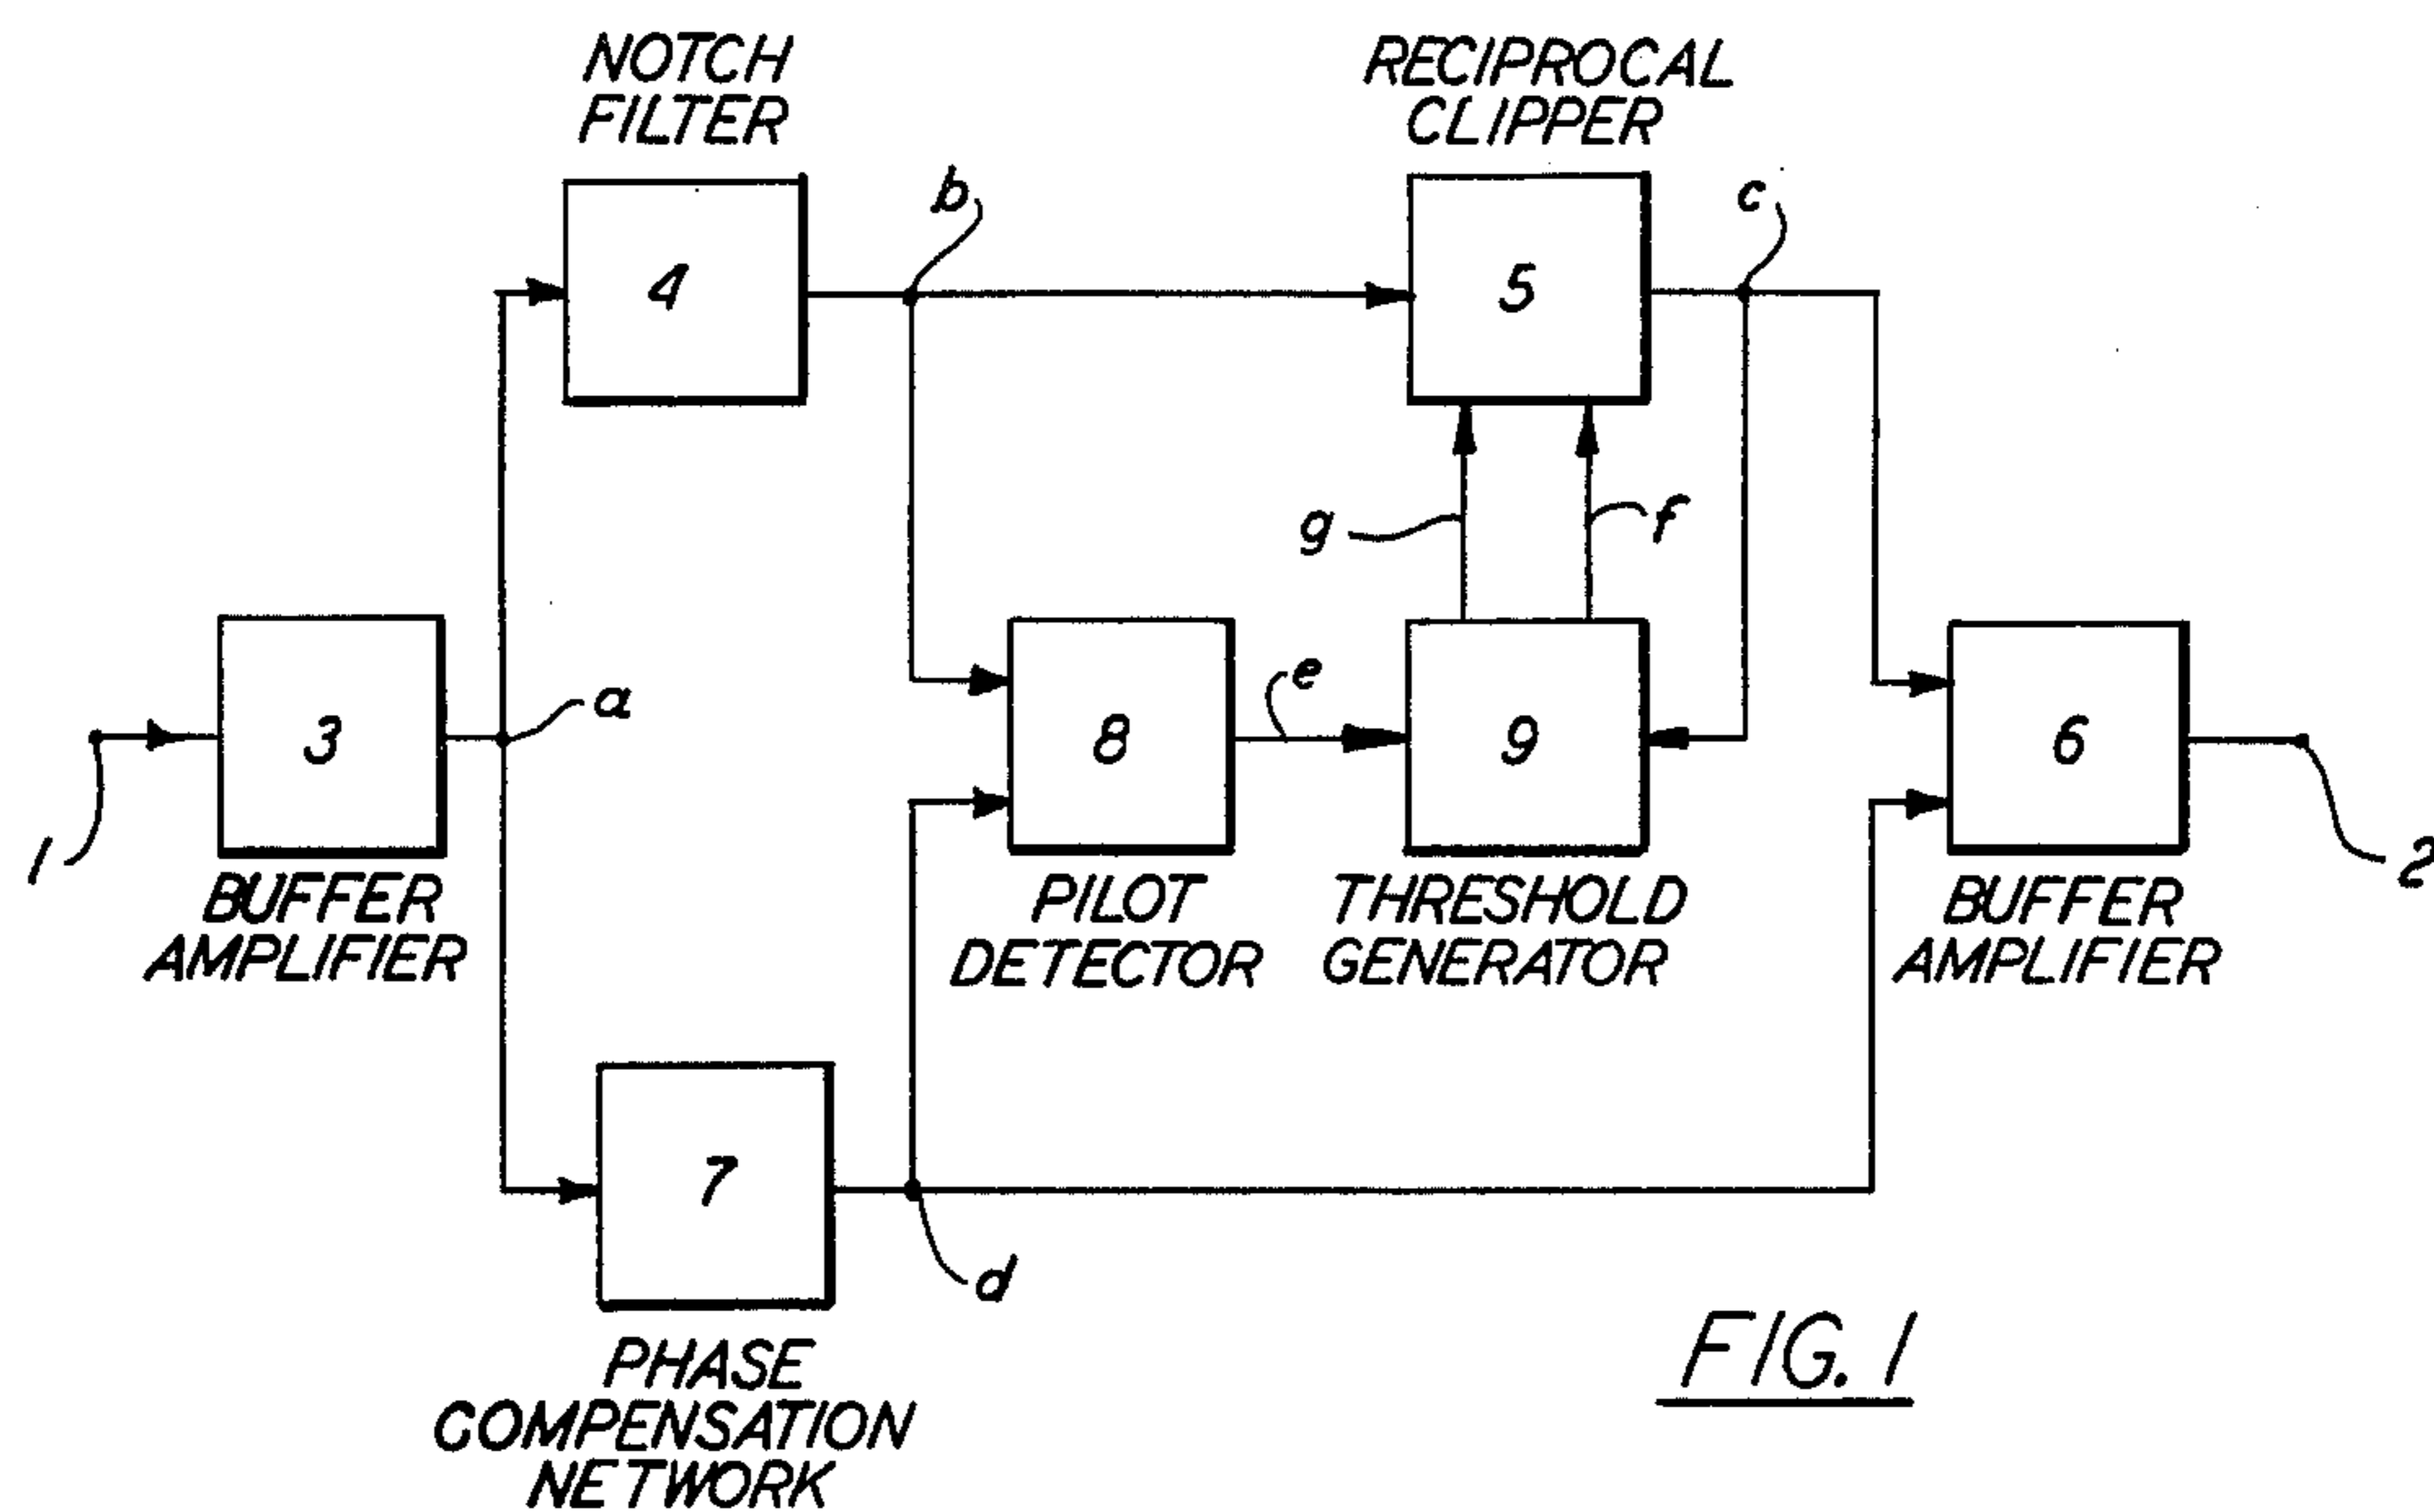 NOTCH
FILTER
RECIPROCAL
CLIPPER
4
b
5
c
g
f
3
a
8
e
9
6
1
2
BUFFER
AMPLIFIER
PILOT
DETECTOR
THRESHOLD
GENERATOR
BUFFER
AMPLIFIER
7
d
PHASE
COMPENSATION
NETWORK
FIG. 1